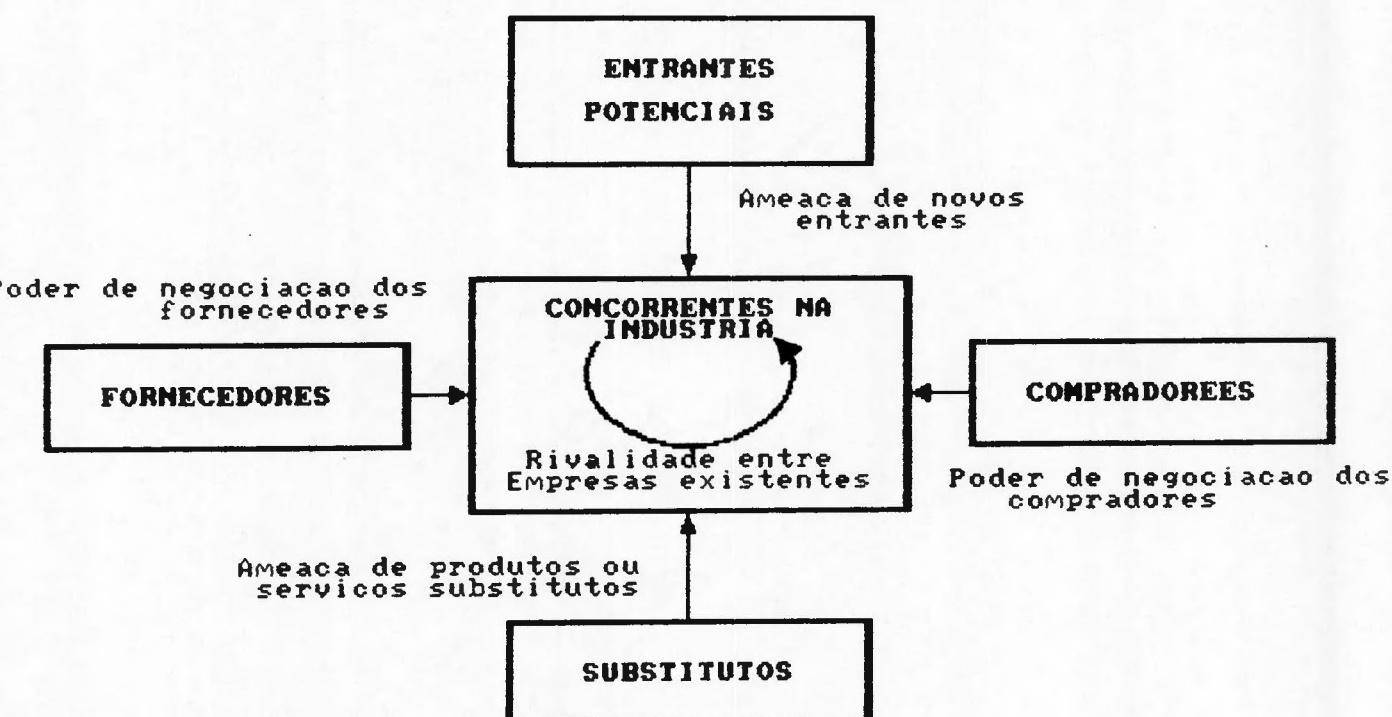 ENTRANTES
POTENCIAIS
Ameaca de novos
entrantes
de negociacao dos
fornecedores
CONCORRENTES NA
INDUSTRIA
FORNECEDORES
COMPRADOREES
Rivalidade entre
Empresas existentes
Poder de negociacao dos
compradores
Ameaca de produtos ou
servicos substitutos
SUBSTITUTOS